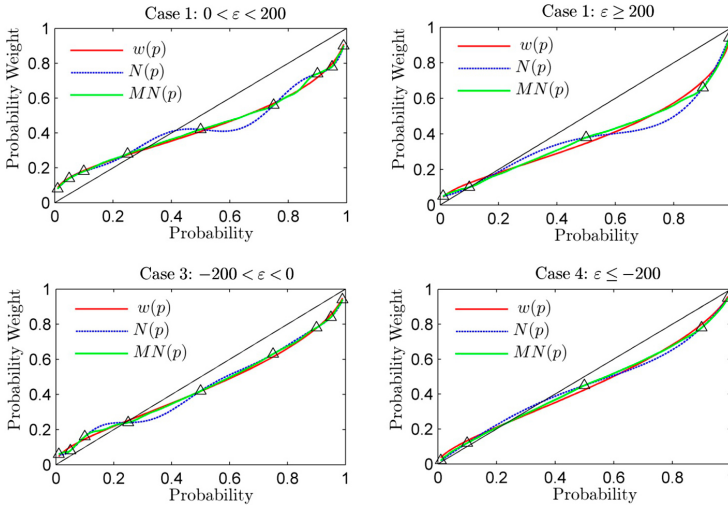 Case 1: 0 < ε < 200
Probability Weight
1
0.8
0.6
0.4
0.2
0
w(p)
N(p)
MN(p)
0 0.2 0.4 0.6 0.8 1
Probability
Case 1: ε ≥ 200
Probability Weight
1
0.8
0.6
0.4
0.2
0
w(p)
N(p)
MN(p)
0 0.2 0.4 0.6 0.8
Probability
Case 3: −200 < ε < 0
Probability Weight
1
0.8
0.6
0.4
0.2
0
w(p)
N(p)
MN(p)
0 0.2 0.4 0.6 0.8 1
Probability
Case 4: ε ≤ −200
Probability Weight
1
0.8
0.6
0.4
0.2
0
w(p)
N(p)
MN(p)
0 0.2 0.4 0.6 0.8
Probability